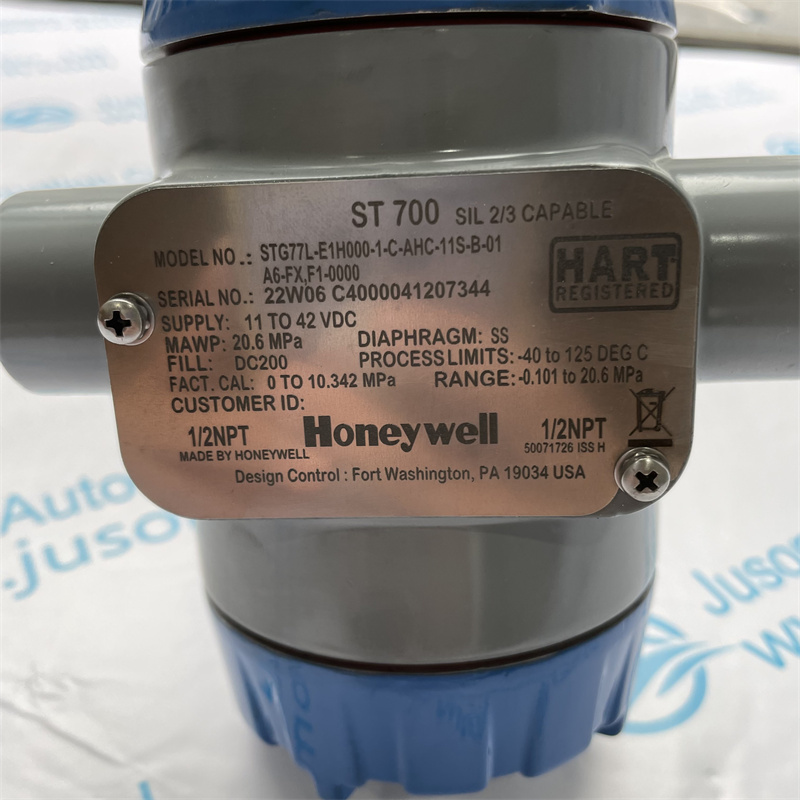 ST 700 SIL 2/3 CAPABLE
MODEL NO.: STG77L-E1H000-1-C-AHC-11S-B-01
A6-FX,F1-0000
HART
REGISTERED
SERIAL NO.: 22W06 C4000041207344
SUPPLY: 11 TO 42 VDC
MAWP: 20.6 MPa DIAPHRAGM: SS
FILL: DC200 PROCESS LIMITS: -40 to 125 DEG C
FACT. CAL: 0 TO 10.342 MPa RANGE: -0.101 to 20.6 MPa
CUSTOMER ID:
1/2NPT Honeywell 1/2NPT
MADE BY HONEYWELL 50071726 ISS H
Design Control : Fort Washington, PA 19034 USA